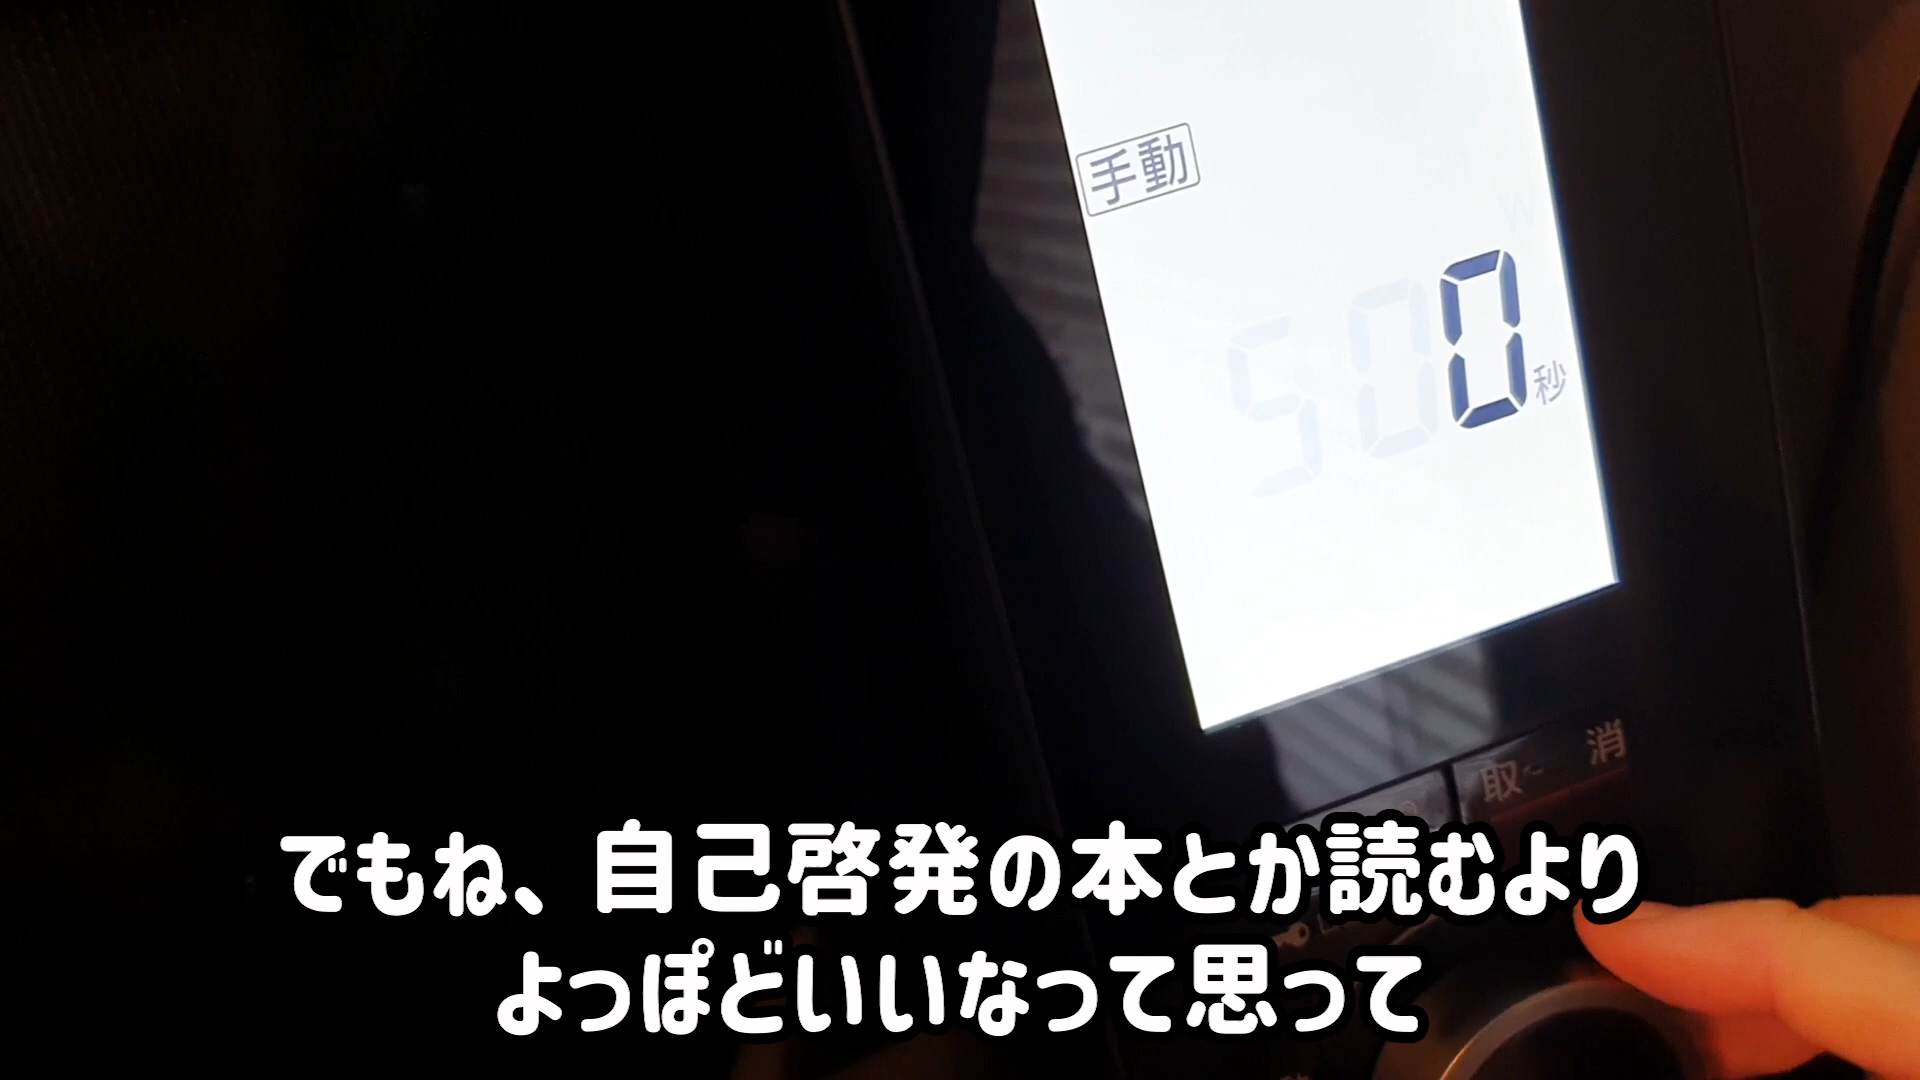 手動
0秒
取消
でもね、自己啓発の本とか読むより
よっぽどいいなって思って